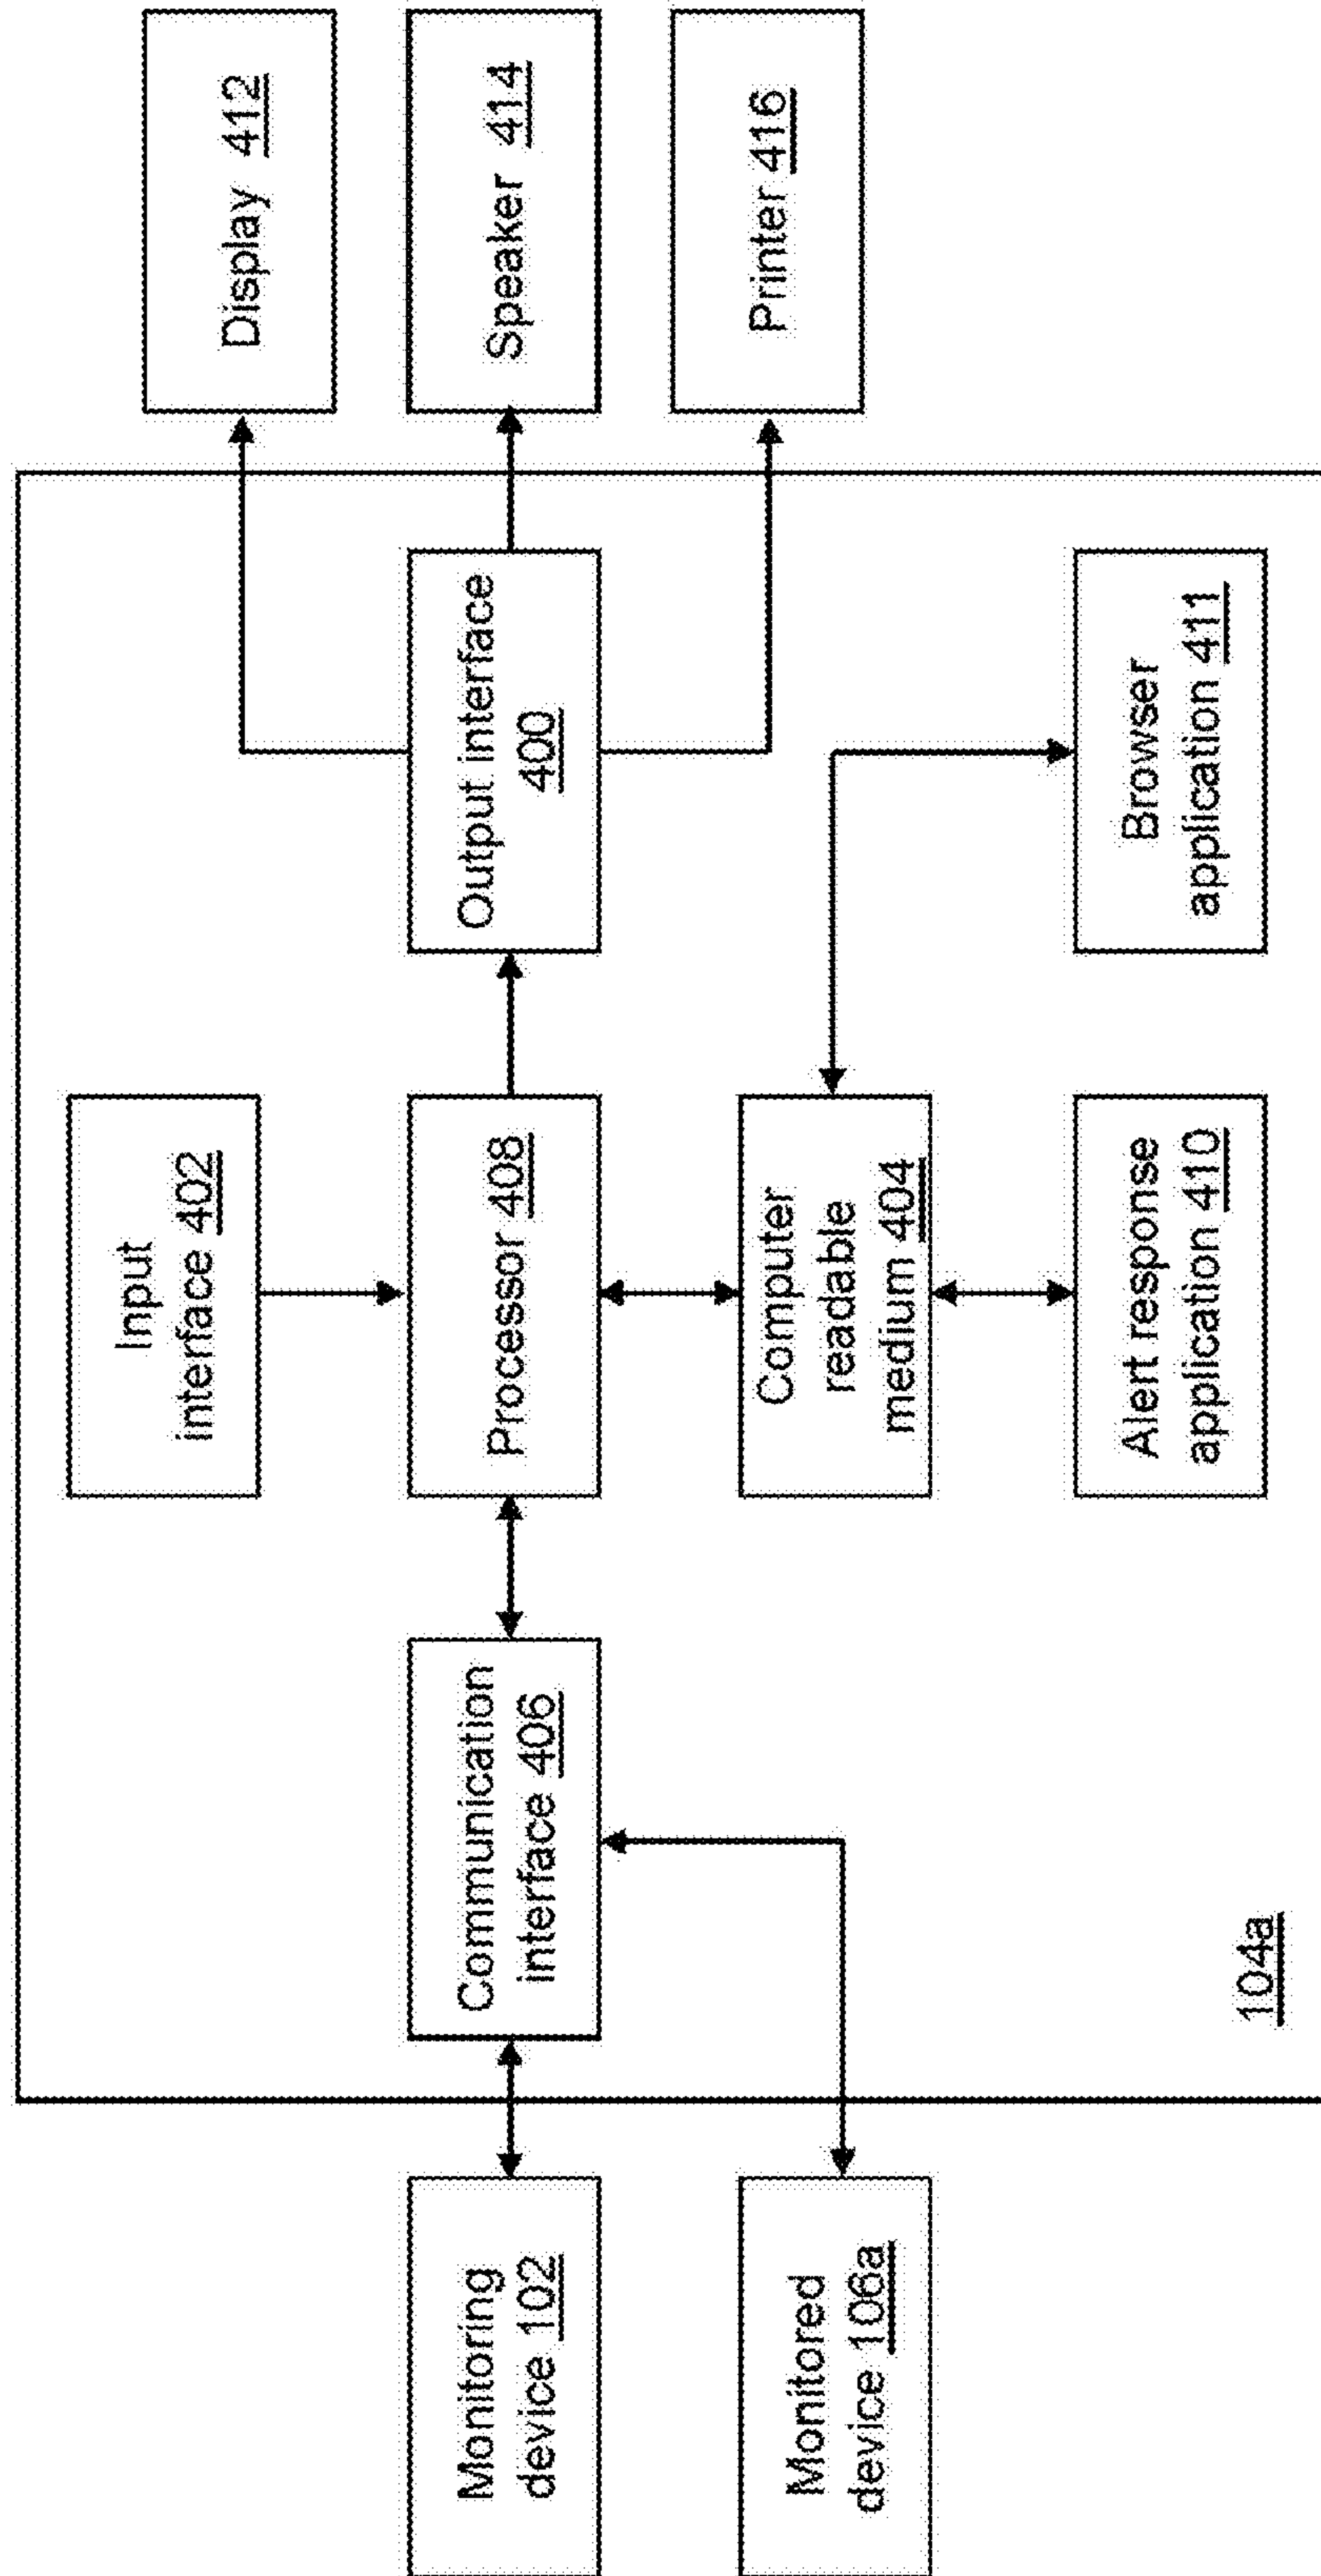 Input
interface 402
Display 412
Monitoring
device 102
Communication
interface 406
Processor 408
Output interface
400
Speaker 414
Monitored
device 106a
Computer
readable
medium 404
Printer 416
Alert response
application 410
Browser
application 411
104a